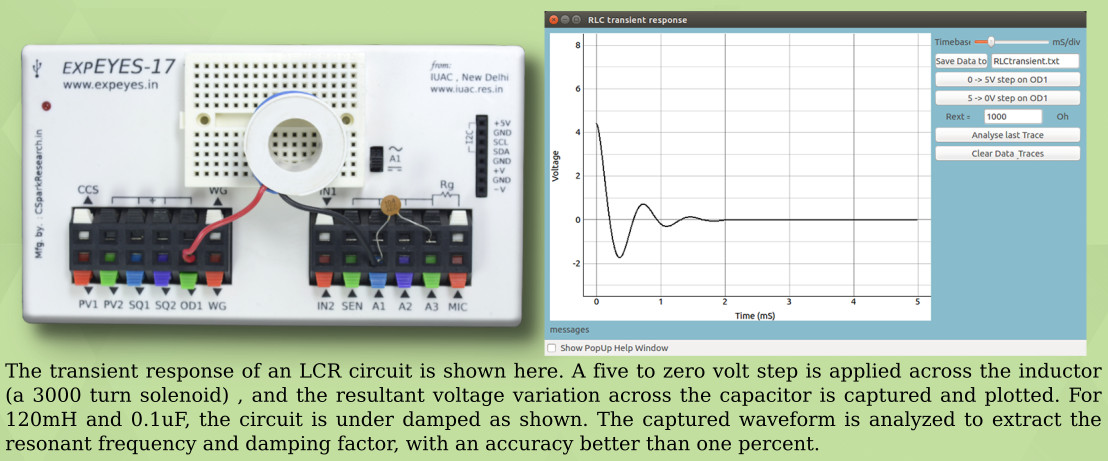 EXPEYES-17
www.expeyes.in
from:
IUAC , New Delhi
www.iuac.res.in
Mfg. by. : CSparkResearch.in
I2C
+5V
GND
SCL
SDA
GND
+V
GND
-V
A1
CCS
+
WG
IN1
Rg
PV1 PV2 SQ1 SQ2 OD1 WG
IN2 SEN A1 A2 A3 MIC
RLC transient response
8
6
4
2
0
-2
Voltage
0 1 2 3 4 5
Time (mS)
Timebase mS/div
Save Data to RLCtransient.txt
0 -> 5V step on OD1
5 -> 0V step on OD1
Rext = 1000 Oh
Analyse last Trace
Clear Data_Traces
messages
Show PopUp Help Window
The transient response of an LCR circuit is shown here. A five to zero volt step is applied across the inductor
(a 3000 turn solenoid) , and the resultant voltage variation across the capacitor is captured and plotted. For
120mH and 0.1uF, the circuit is under damped as shown. The captured waveform is analyzed to extract the
resonant frequency and damping factor, with an accuracy better than one percent.